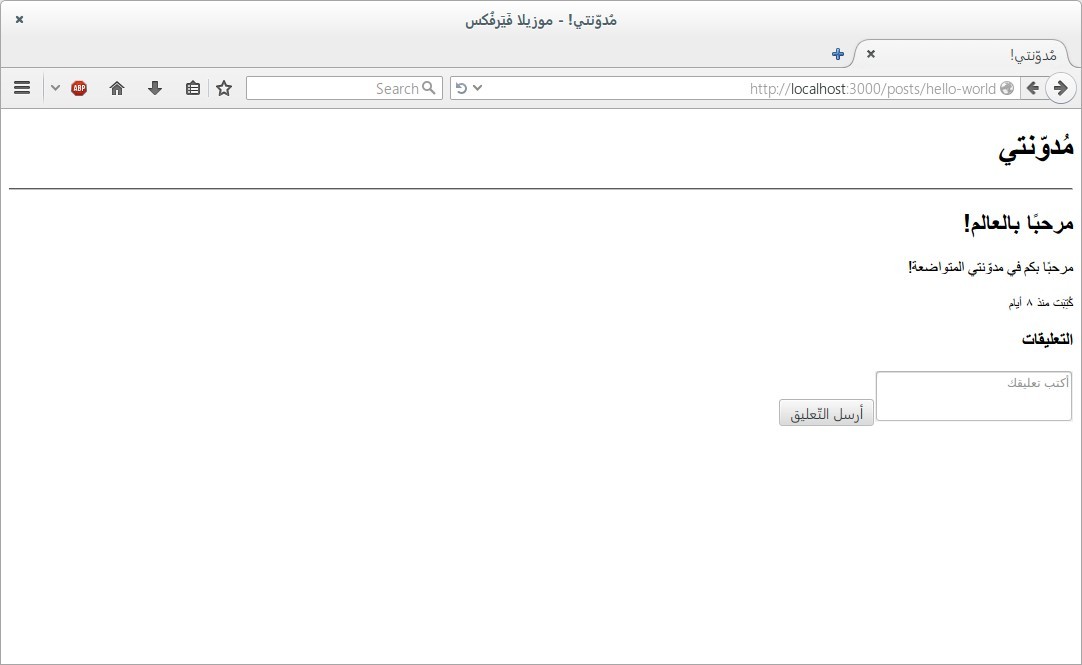 مُدوّنتي! - موزيلا فَيَرفُكس
مُدوّنتي!
http://localhost:3000/posts/hello-world
Search
ABP
مُدوّنتي
مرحبًا بالعالم!
مرحبًا بكم في مدوّنتي المتواضعة!
كُتِبَت منذ ٨ أيام
التعليقات
أكتب تعليقك
أرسل التّعليق